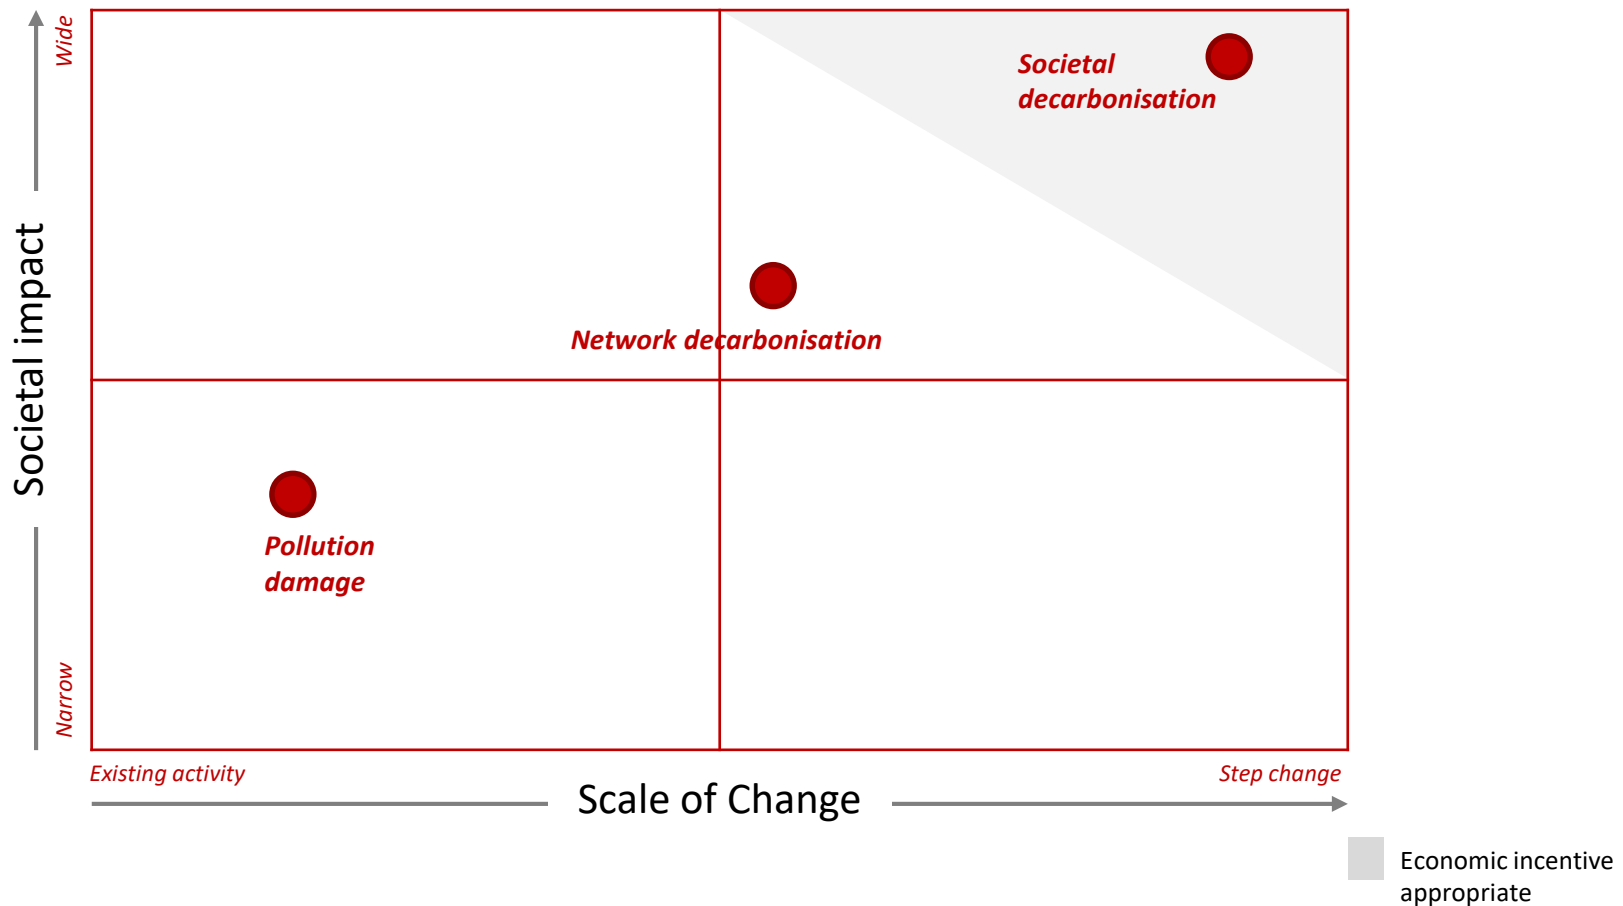 Wide
Societal
decarbonisation
Societal impact
Network decarbonisation
Pollution
damage
Narrow
Existing activity
Step change
Scale of Change
Economic incentive
appropriate